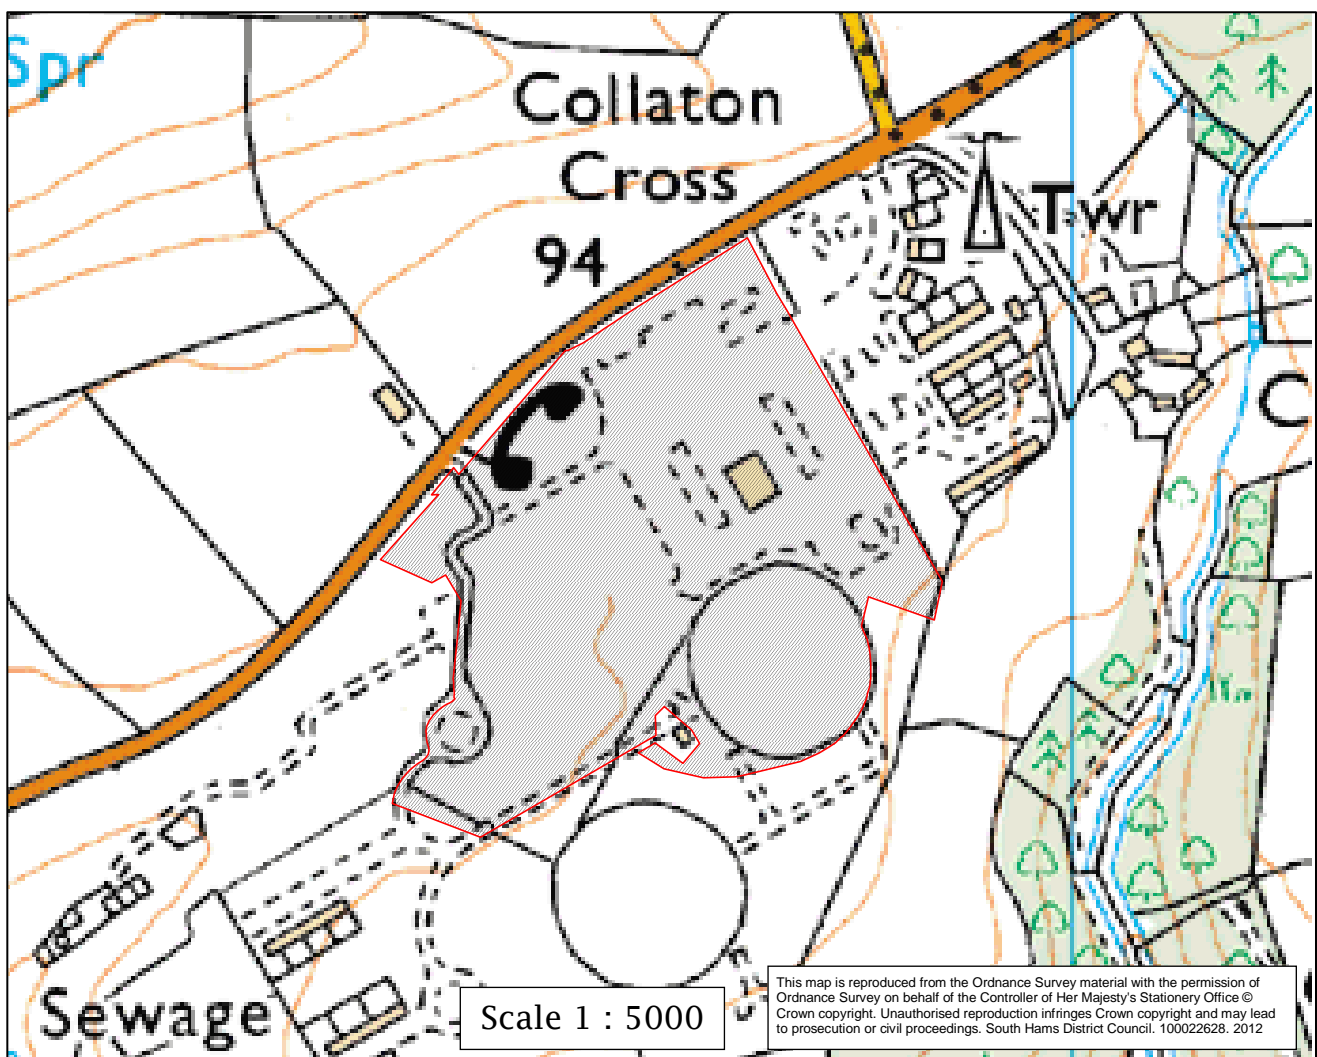 Spr
Collaton
Cross
94
Twr
C
Sewage
Scale 1 : 5000
This map is reproduced from the Ordnance Survey material with the permission of
Ordnance Survey on behalf of the Controller of Her Majesty's Stationery Office ©
Crown copyright. Unauthorised reproduction infringes Crown copyright and may lead
to prosecution or civil proceedings. South Hams District Council. 100022628. 2012